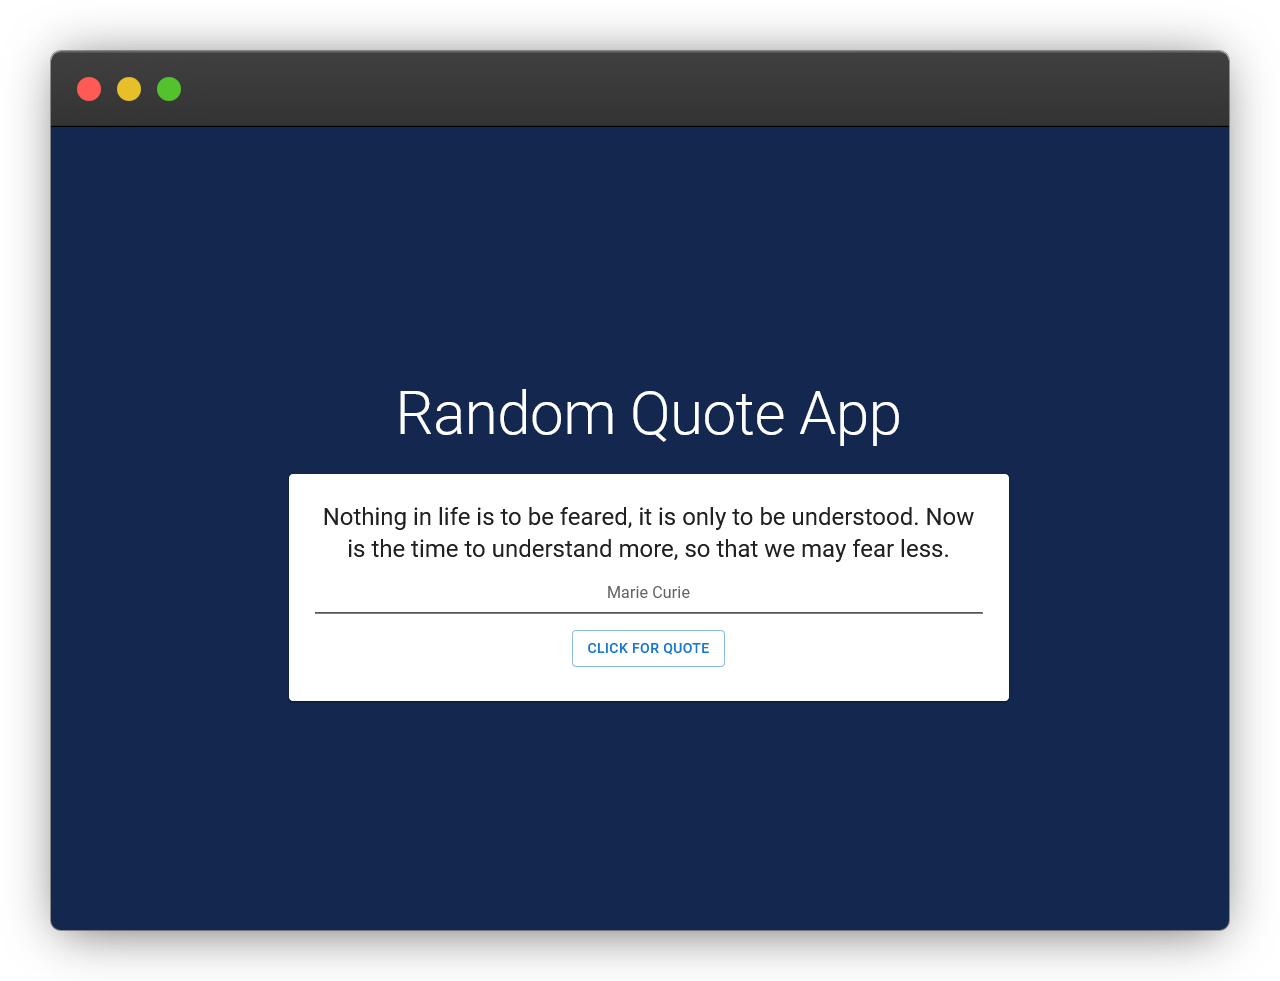 Random Quote App
Nothing in life is to be feared, it is only to be understood. Now
is the time to understand more, so that we may fear less.
Marie Curie
CLICK FOR QUOTE